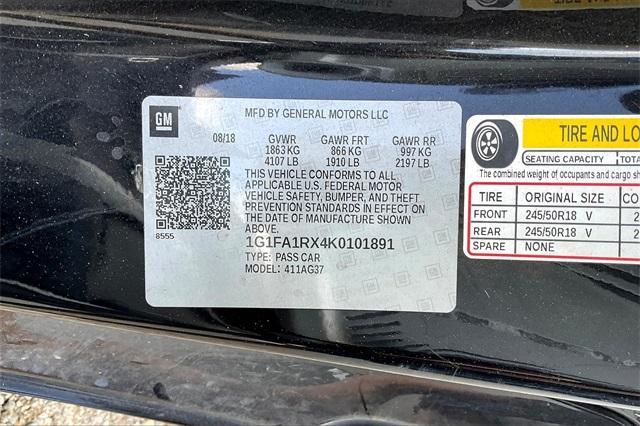 MFD BY GENERAL MOTORS LLC
GM
08/18 GVWR GAWR FRT GAWR RR
1863 KG 866 KG 997 KG
4107 LB 1910 LB 2197 LB
THIS VEHICLE CONFORMS TO ALL
APPLICABLE U.S. FEDERAL MOTOR
VEHICLE SAFETY, BUMPER, AND THEFT
PREVENTION STANDARDS IN EFFECT ON
THE DATE OF MANUFACTURE SHOWN
ABOVE.
8555
1G1FA1RX4K0101891
TYPE: PASS CAR
MODEL: 411AG37
TIRE AND LO
SEATING CAPACITY TOTA
The combined weight of occupants and cargo sh
TIRE ORIGINAL SIZE CO
FRONT 245/50R18 V 2
REAR 245/50R18 V 2
SPARE NONE